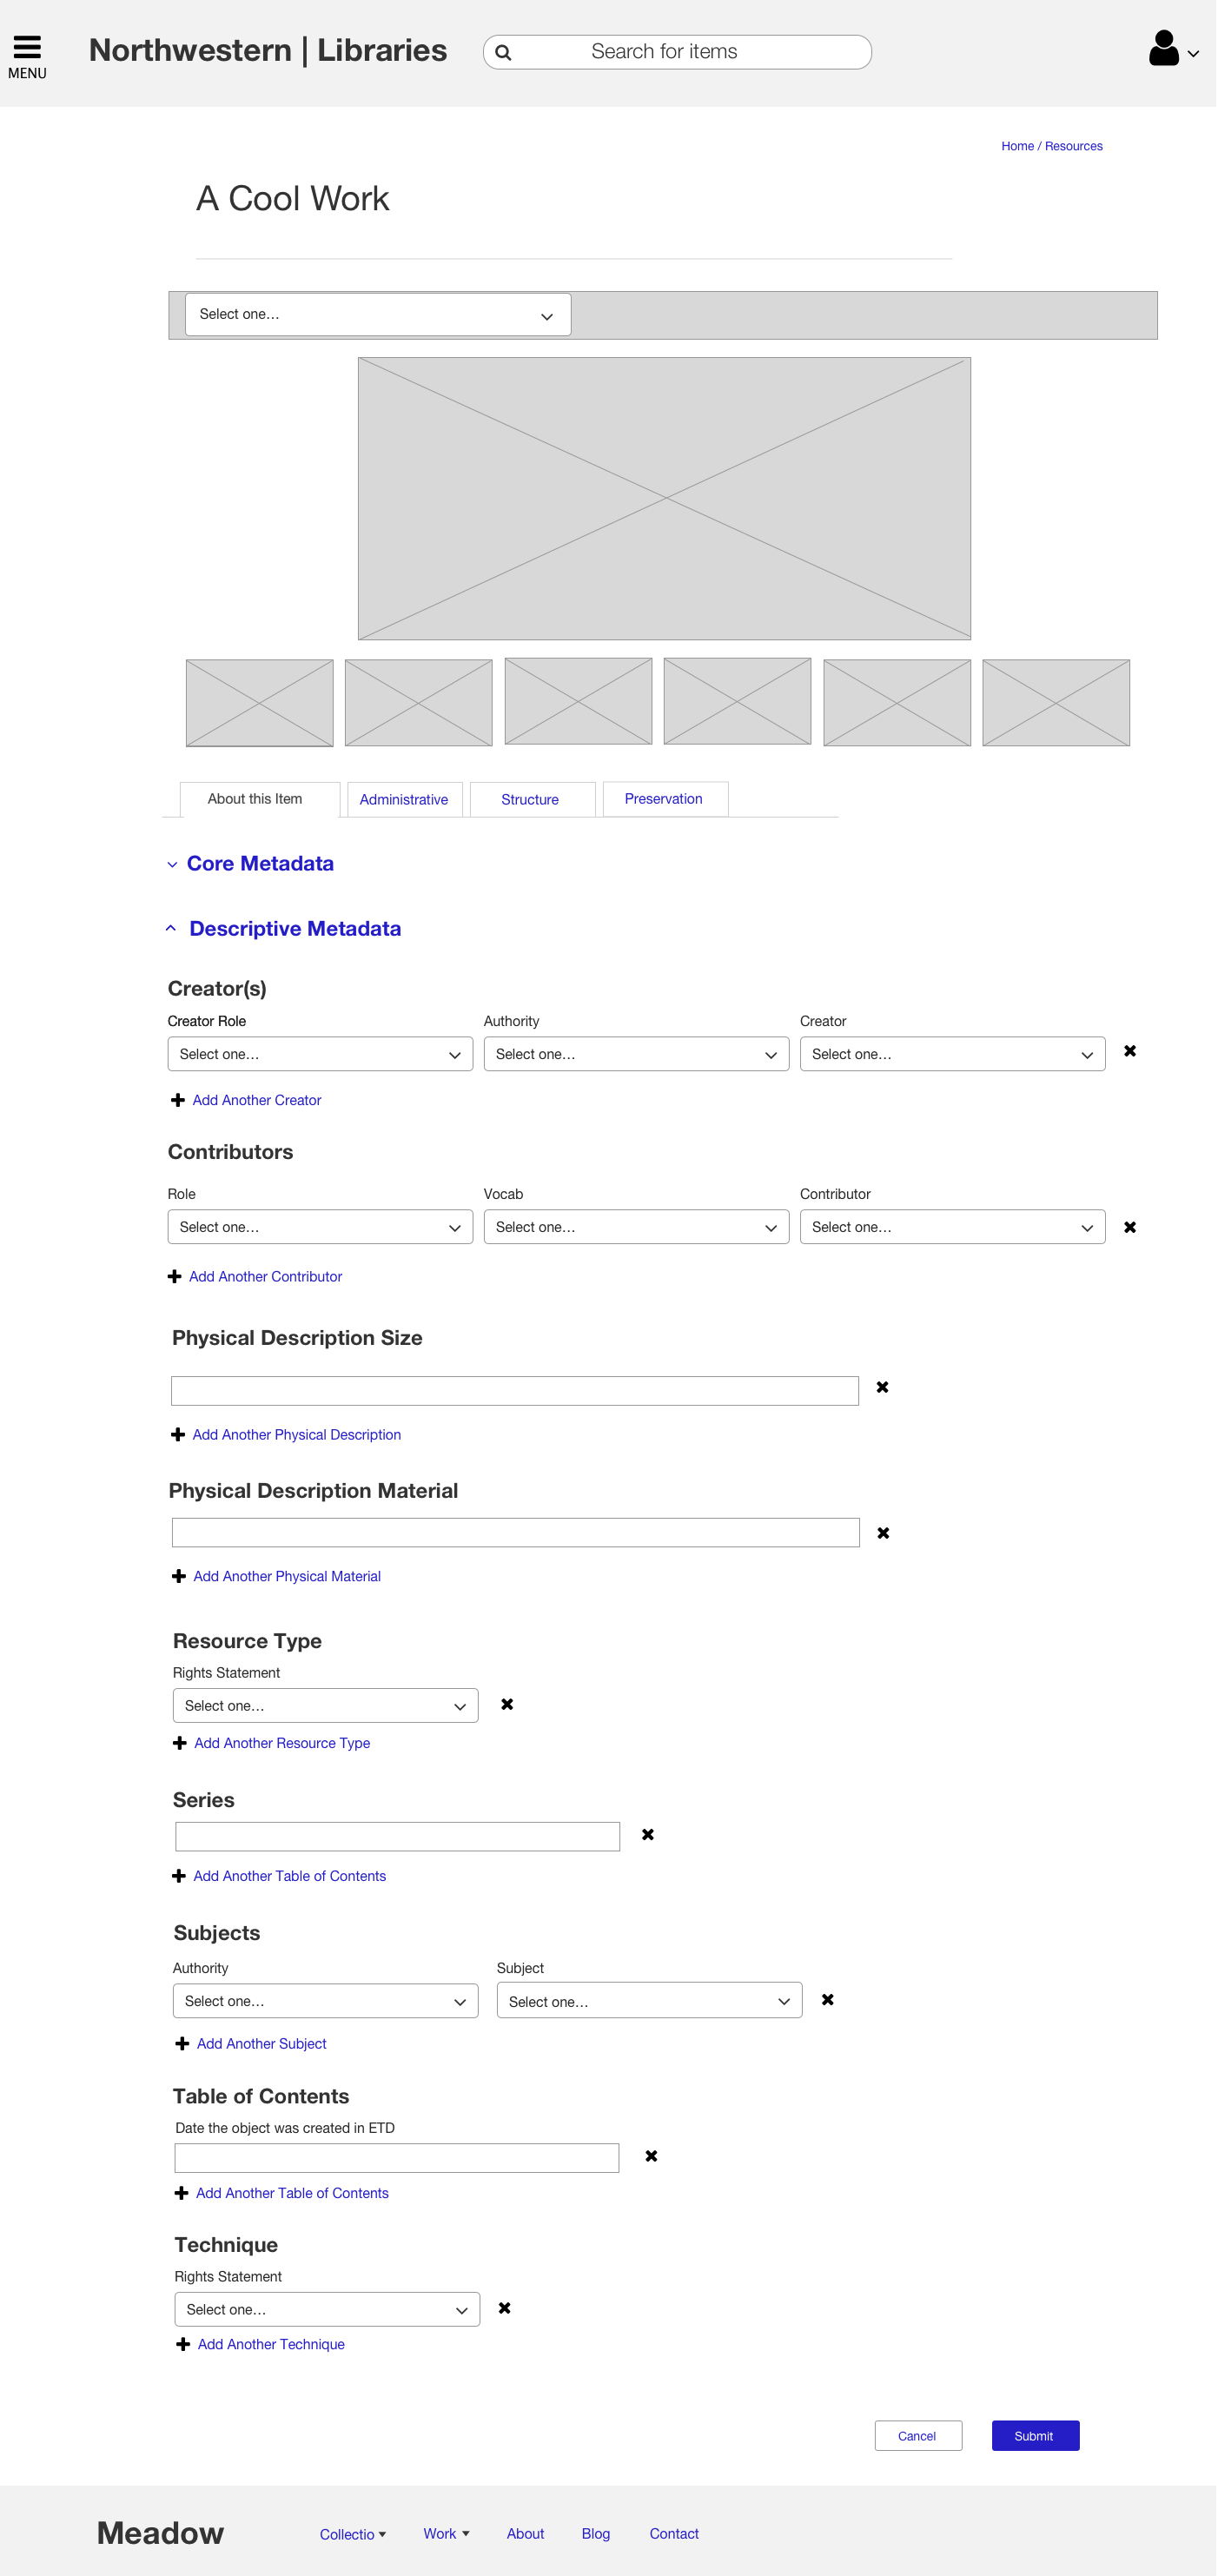 MENU
Northwestern | Libraries
Search for items
Home / Resources
A Cool Work
Select one...
About this Item
Administrative
Structure
Preservation
Core Metadata
Descriptive Metadata
Creator(s)
Creator Role
Authority
Creator
Select one...
Select one...
Select one...
Add Another Creator
Contributors
Role
Vocab
Contributor
Select one...
Select one...
Select one...
Add Another Contributor
Physical Description Size
Add Another Physical Description
Physical Description Material
Add Another Physical Material
Resource Type
Rights Statement
Select one...
Add Another Resource Type
Series
Add Another Table of Contents
Subjects
Authority
Subject
Select one...
Select one...
Add Another Subject
Table of Contents
Date the object was created in ETD
Add Another Table of Contents
Technique
Rights Statement
Select one...
Add Another Technique
Cancel
Submit
Meadow
Collectio
Work
About
Blog
Contact